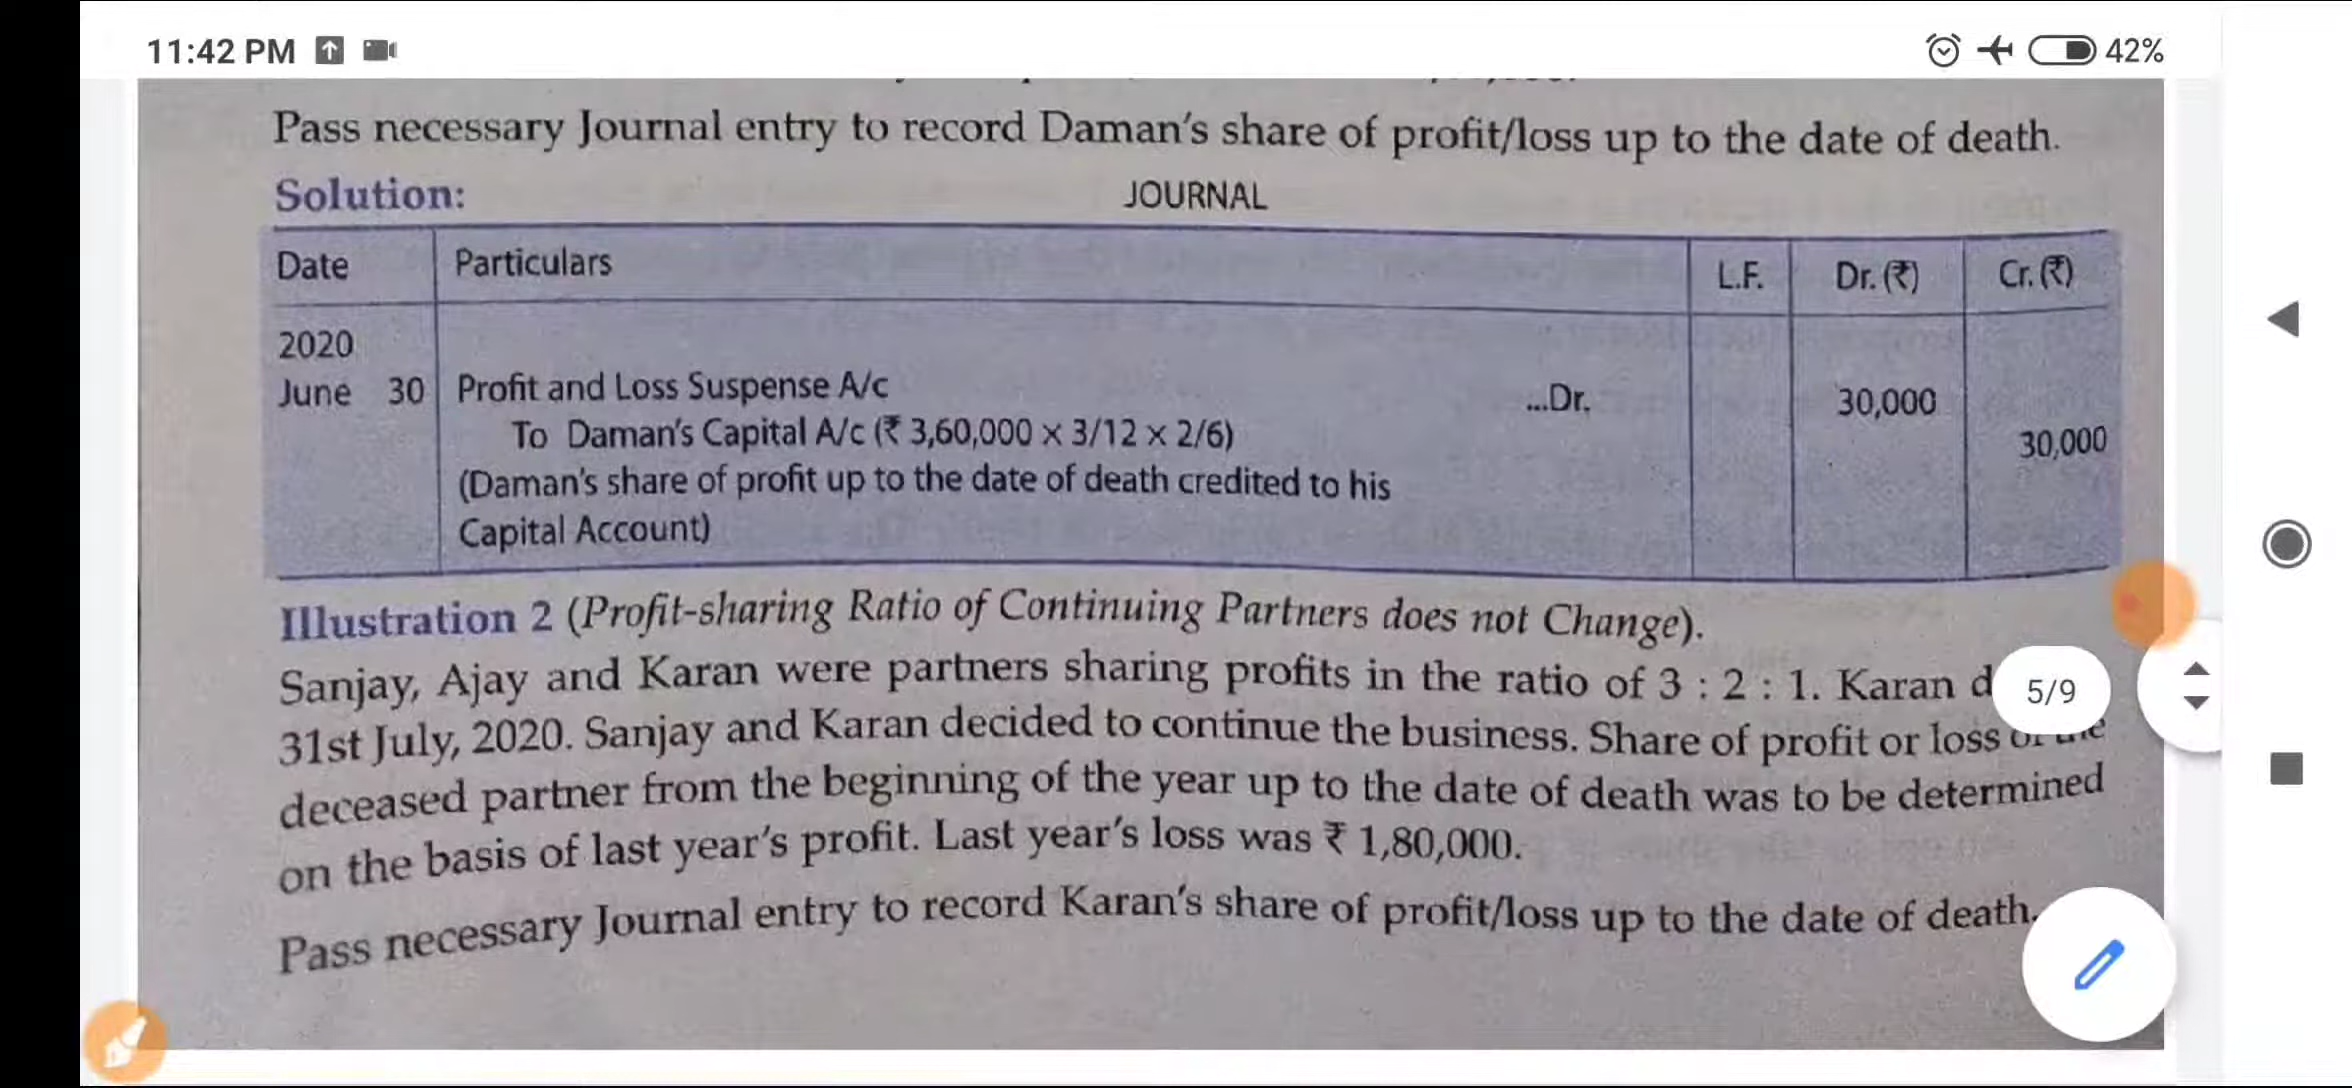 11:42 PM
42%
Pass necessary Journal entry to record Daman's share of profit/loss up to the date of death.
Solution:
JOURNAL
Date Particulars L.F. Dr. (₹) Cr. (₹)
2020
June 30 Profit and Loss Suspense A/c ...Dr. 30,000
To Daman's Capital A/c (₹ 3,60,000 × 3/12 × 2/6) 30,000
(Daman's share of profit up to the date of death credited to his
Capital Account)
Illustration 2 (Profit-sharing Ratio of Continuing Partners does not Change).
Sanjay, Ajay and Karan were partners sharing profits in the ratio of 3 : 2 : 1. Karan d
5/9
31st July, 2020. Sanjay and Karan decided to continue the business. Share of profit or loss of the
deceased partner from the beginning of the year up to the date of death was to be determined
on the basis of last year's profit. Last year's loss was ₹ 1,80,000.
Pass necessary Journal entry to record Karan's share of profit/loss up to the date of death.